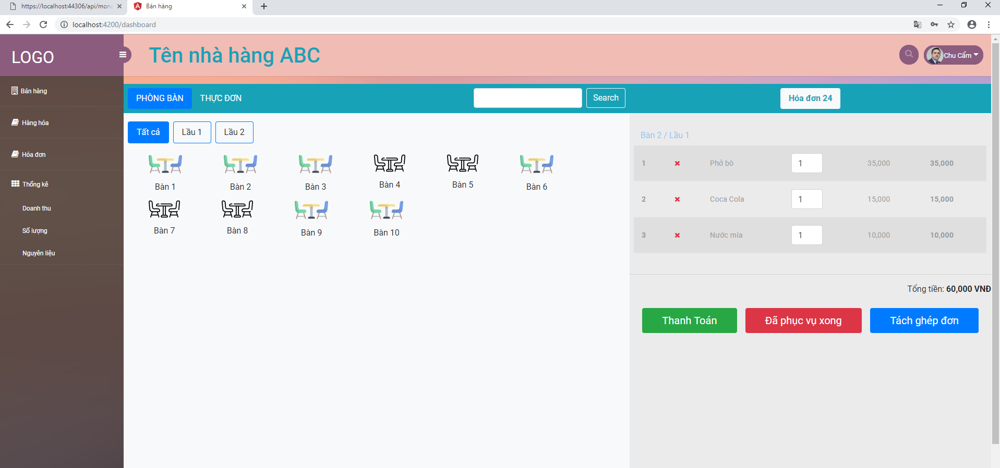 https://localhost:44306/api/mona
Bán hàng
localhost:4200/dashboard
LOGO
Tên nhà hàng ABC
Chu Cẩm
Bán hàng
Hàng hóa
Hóa đơn
Thống kê
Doanh thu
Số lượng
Nguyên liệu
PHÒNG BÀN THỰC ĐƠN Search Hóa đơn 24
Tất cả Lầu 1 Lầu 2
Bàn 1 Bàn 2 Bàn 3 Bàn 4 Bàn 5 Bàn 6
Bàn 7 Bàn 8 Bàn 9 Bàn 10
Bàn 2 / Lầu 1
1 Phở bò 1 35,000 35,000
2 Coca Cola 1 15,000 15,000
3 Nước mía 1 10,000 10,000
Tổng tiền: 60,000 VNĐ
Thanh Toán Đã phục vụ xong Tách ghép đơn